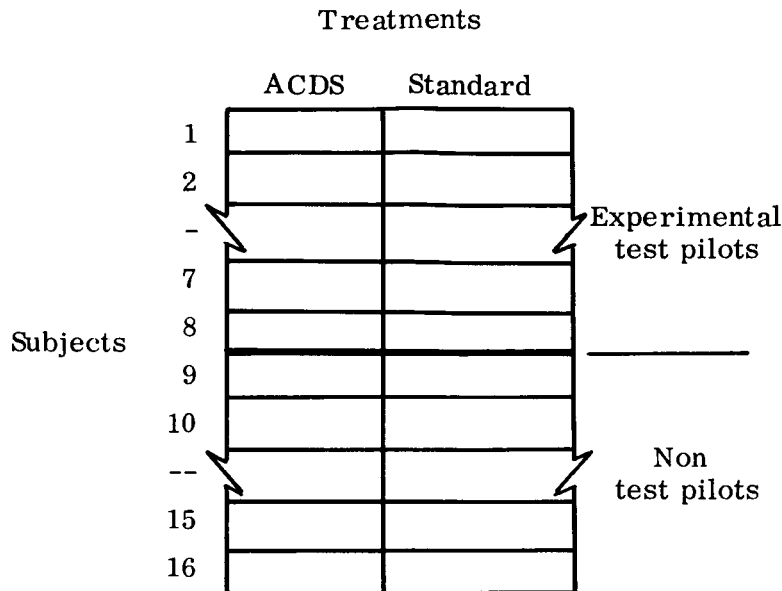 Treatments
ACDS Standard
1
2
-
7
8
9
10
--
15
16
Subjects
Experimental
test pilots
Non
test pilots